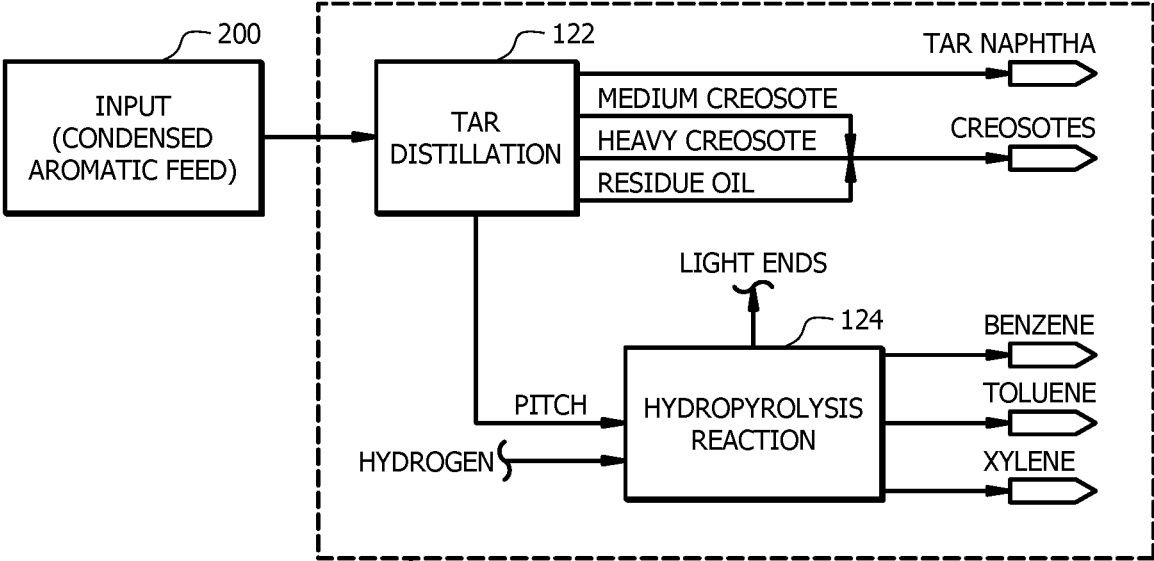 200
INPUT
(CONDENSED
AROMATIC FEED)
122
TAR
DISTILLATION
TAR NAPHTHA
MEDIUM CREOSOTE
HEAVY CREOSOTE
RESIDUE OIL
CREOSOTES
LIGHT ENDS
124
HYDROPYROLYSIS
REACTION
PITCH
HYDROGEN
BENZENE
TOLUENE
XYLENE